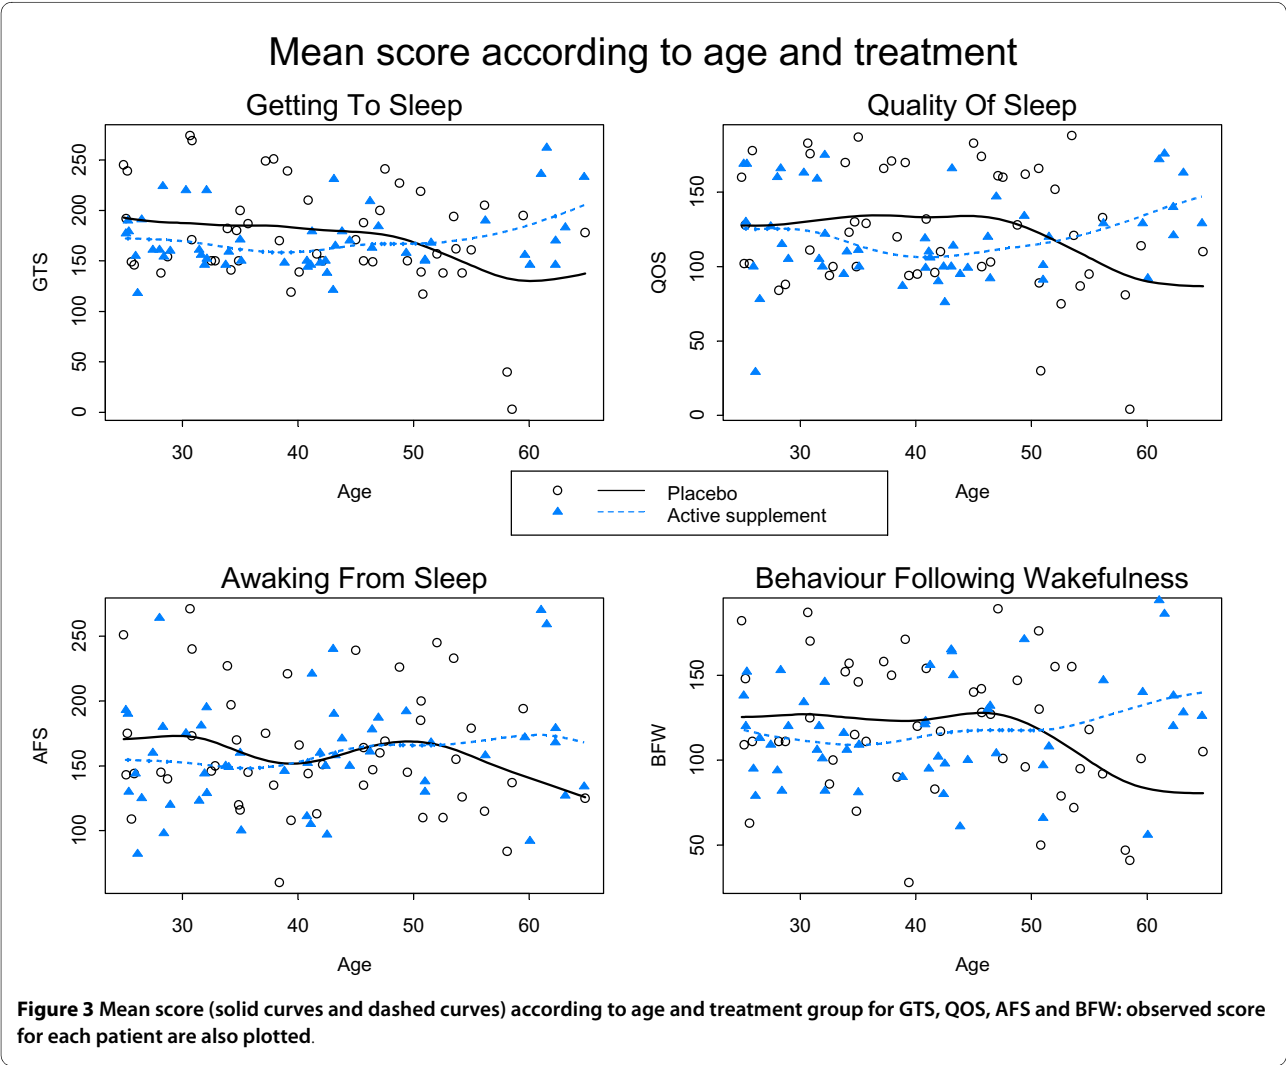 Mean score according to age and treatment
Getting To Sleep
GTS
0 50 100 150 200 250
30 40 50 60
Age
Quality Of Sleep
QOS
0 50 100 150
30 40 50 60
Age
Placebo
Active supplement
Awaking From Sleep
AFS
100 150 200 250
30 40 50 60
Age
Behaviour Following Wakefulness
BFW
50 100 150
30 40 50 60
Age
Figure 3 Mean score (solid curves and dashed curves) according to age and treatment group for GTS, QOS, AFS and BFW: observed score
for each patient are also plotted.